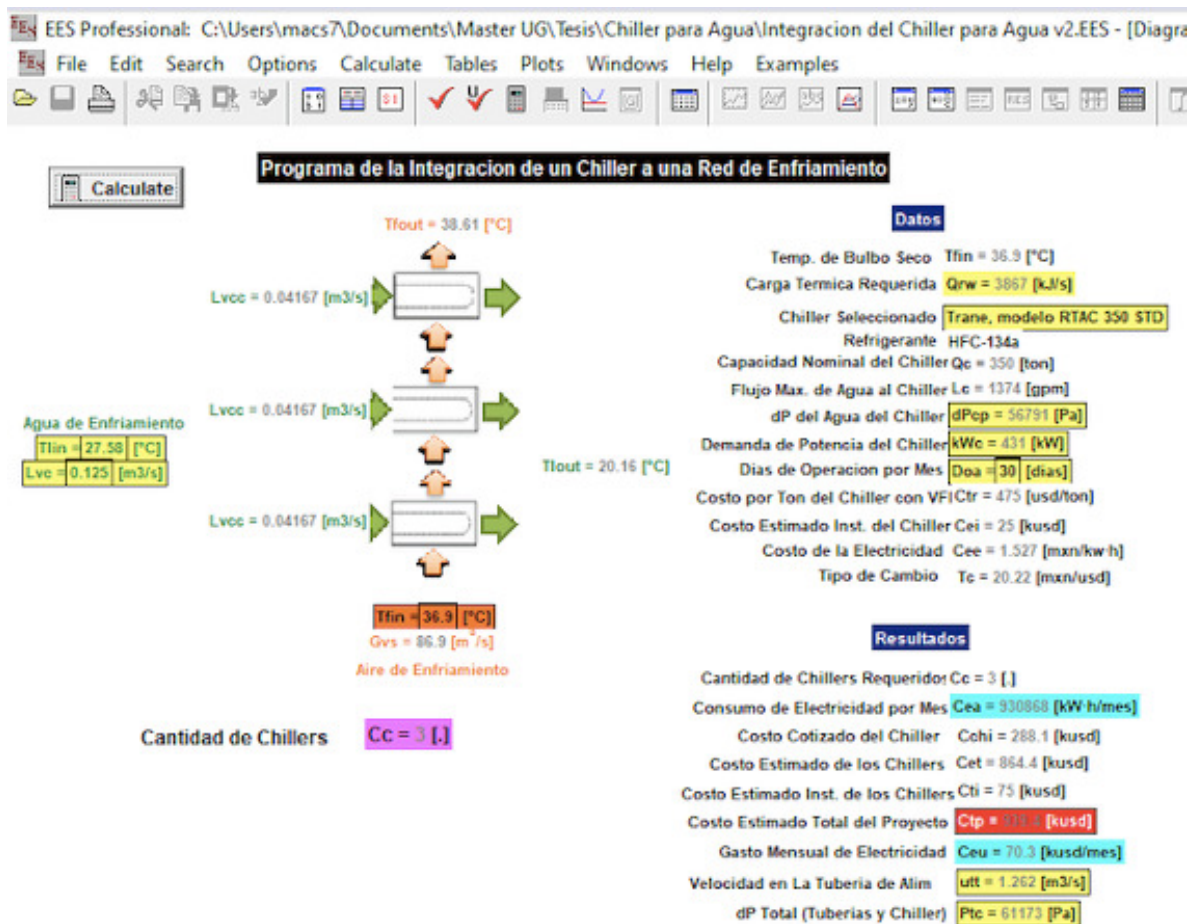 EES Professional: C:\Users\macs7\Documents\Master UG\Tesis\Chiller para Agua\Integracion del Chiller para Agua v2.EES - [Diagra
File Edit Search Options Calculate Tables Plots Windows Help Examples
Programa de la Integracion de un Chiller a una Red de Enfriamiento
Calculate
Tfout = 38.61 [°C]
Lvcc = 0.04167 [m3/s]
Lvcc = 0.04167 [m3/s]
Agua de Enfriamiento
Tlin = 27.58 [°C]
Lvc = 0.125 [m3/s]
Tlout = 20.16 [°C]
Lvcc = 0.04167 [m3/s]
Tfin = 36.9 [°C]
Gvs = 86.9 [m³/s]
Aire de Enfriamiento
Cantidad de Chillers Cc = 3 [.]
Datos
Temp. de Bulbo Seco Tfin = 36.9 [°C]
Carga Termica Requerida Qrw = 3867 [kJ/s]
Chiller Seleccionado Trane, modelo RTAC 350 STD
Refrigerante HFC-134a
Capacidad Nominal del Chiller Qc = 350 [ton]
Flujo Max. de Agua al Chiller Lc = 1374 [gpm]
dP del Agua del Chiller dPep = 56791 [Pa]
Demanda de Potencia del Chiller kWc = 431 [kW]
Dias de Operacion por Mes Doa = 30 [dias]
Costo por Ton del Chiller con VFI Ctr = 475 [usd/ton]
Costo Estimado Inst. del Chiller Cei = 25 [kusd]
Costo de la Electricidad Cee = 1.527 [mxn/kw·h]
Tipo de Cambio Tc = 20.22 [mxn/usd]
Resultados
Cantidad de Chillers Requeridos Cc = 3 [.]
Consumo de Electricidad por Mes Cea = 930868 [kW·h/mes]
Costo Cotizado del Chiller Cchi = 288.1 [kusd]
Costo Estimado de los Chillers Cet = 864.4 [kusd]
Costo Estimado Inst. de los Chillers Cti = 75 [kusd]
Costo Estimado Total del Proyecto Ctp = [kusd]
Gasto Mensual de Electricidad Ceu = 70.3 [kusd/mes]
Velocidad en La Tuberia de Alim utt = 1.262 [m3/s]
dP Total (Tuberias y Chiller) Ptc = 61173 [Pa]